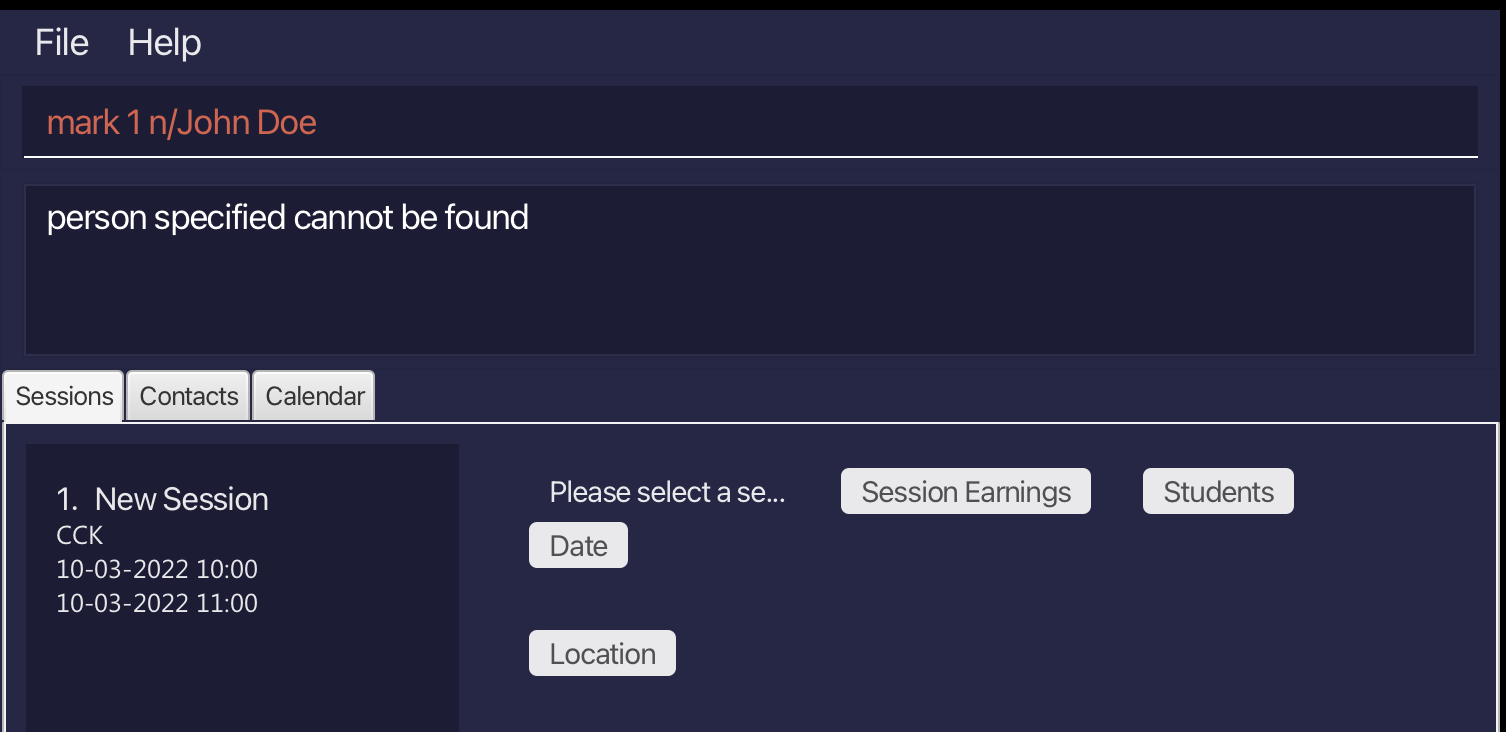 File Help
mark 1 n/John Doe
person specified cannot be found
Sessions Contacts Calendar
1. New Session
CCK
10-03-2022 10:00
10-03-2022 11:00
Please select a se... Session Earnings Students
Date
Location